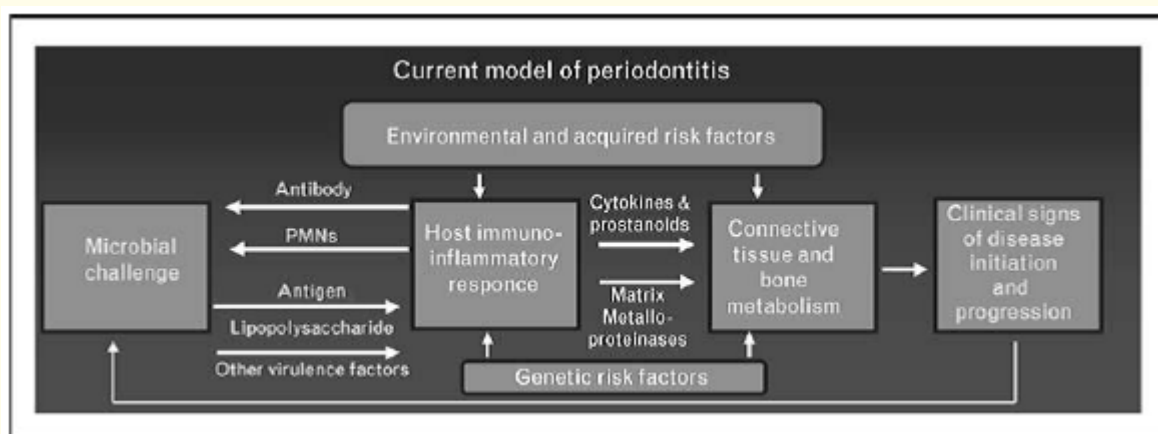 Current model of periodontitis
Environmental and acquired risk factors
Antibody
PMNs
Microbial
challenge
Antigen
Lipopolysaccharide
Other virulence factors
Host immuno-
inflammatory
responce
Cytokines &
prostanoids
Matrix
Metallo-
proteinases
Connective
tissue and
bone
metabolism
Clinical signs
of disease
initiation
and
progression
Genetic risk factors